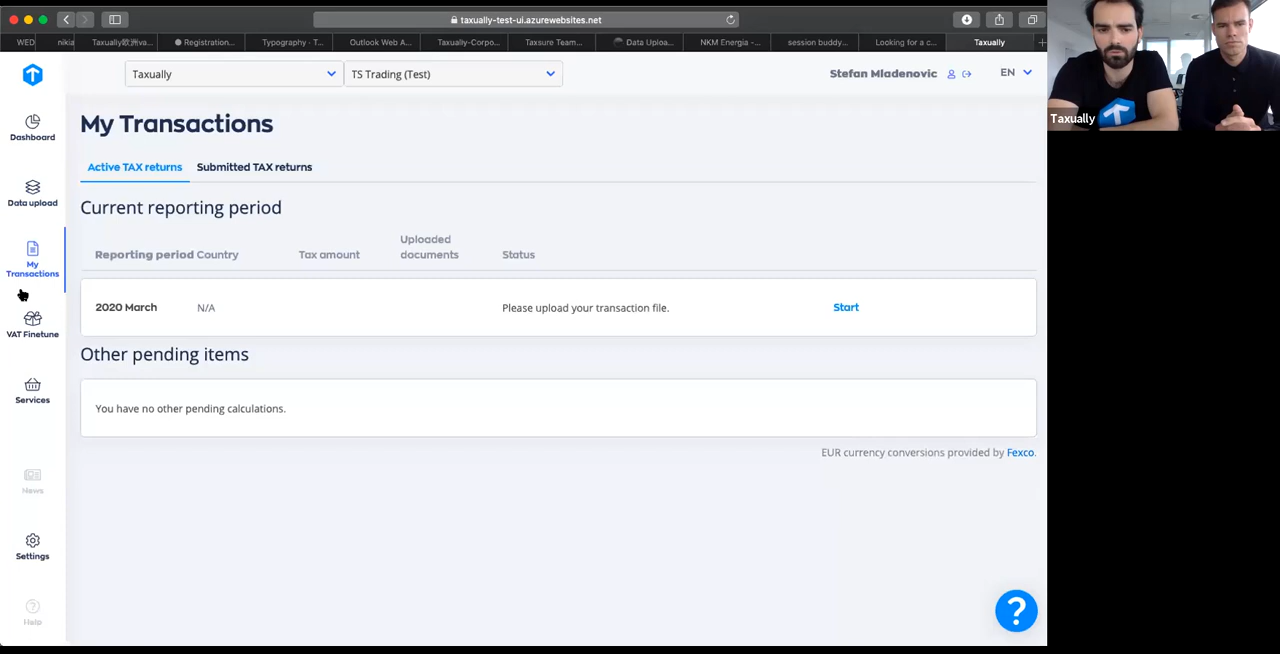 taxually-test-ui.azurewebsites.net
WED
nikia
Taxually欧洲va...
Registration...
Typography - T...
Outlook Web A...
Taxually-Corpo...
Taxsure Team...
Data Uploa...
NKM Energia -...
session buddy...
Looking for a c...
Taxually
Taxually
TS Trading (Test)
Stefan Mladenovic
EN
Dashboard
Data upload
My
Transactions
VAT Finetune
Services
News
Settings
Help
My Transactions
Active TAX returns
Submitted TAX returns
Current reporting period
Reporting period
Country
Tax amount
Uploaded
documents
Status
2020 March
N/A
Please upload your transaction file.
Start
Other pending items
You have no other pending calculations.
EUR currency conversions provided by Fexco.
?
Taxually